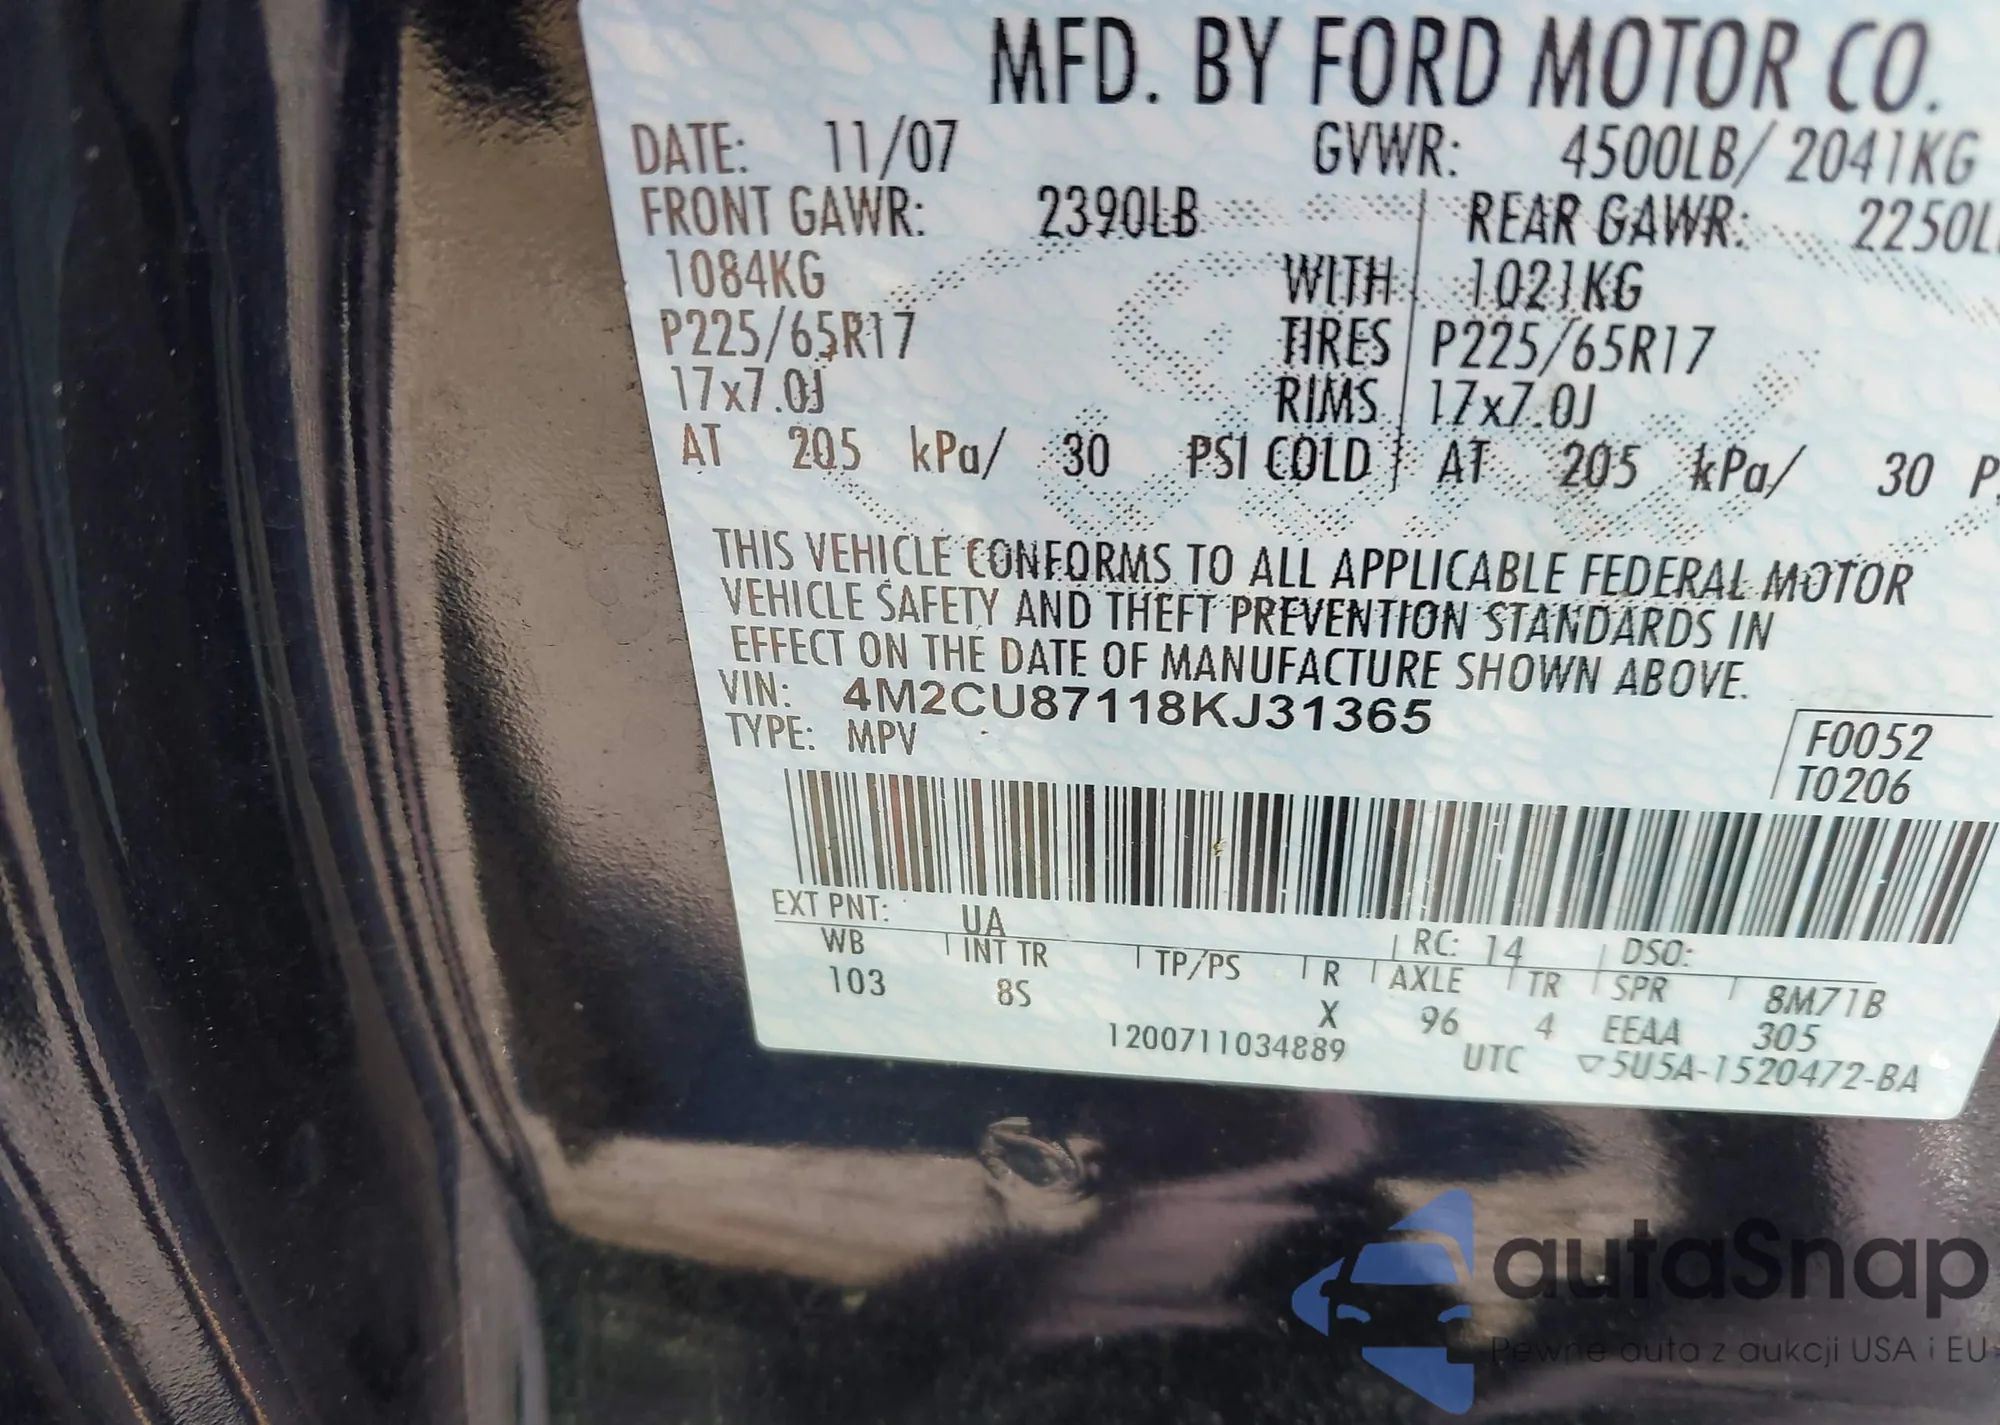 MFD. BY FORD MOTOR CO.
DATE: 11/07 GVWR: 4500LB/ 2041KG
FRONT GAWR: 2390LB REAR GAWR: 2250L
1084KG WITH 1021KG
P225/65R17 TIRES P225/65R17
17x7.0J RIMS 17x7.0J
AT 205 kPa/ 30 PSI COLD AT 205 kPa/ 30 P
THIS VEHICLE CONFORMS TO ALL APPLICABLE FEDERAL MOTOR
VEHICLE SAFETY AND THEFT PREVENTION STANDARDS IN
EFFECT ON THE DATE OF MANUFACTURE SHOWN ABOVE.
VIN: 4M2CU87118KJ31365
TYPE: MPV
F0052
T0206
EXT PNT: UA RC: 14 DSO:
WB INT TR TP/PS R AXLE TR SPR 8M71B
103 8S X 96 4 EEAA 305
1200711034889 UTC ▽5U5A-1520472-BA
autaSnap
Pewne auta z aukcji USA i EU